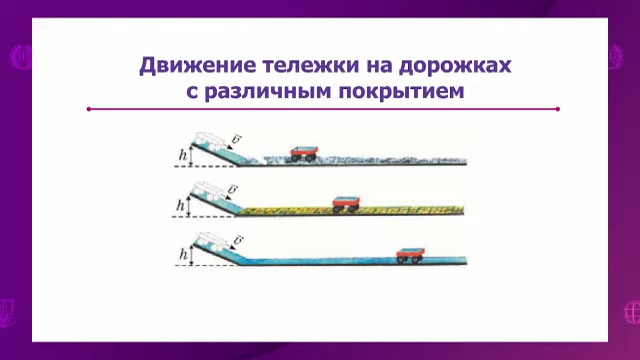 Движение тележки на дорожках
с различным покрытием
h v
h v
h v